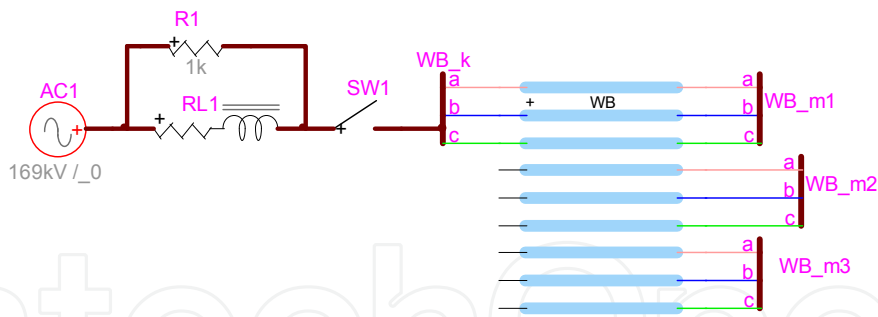 R1
+
1k
WB_k
AC1
RL1
SW1
a
a
+
WB
WB_m1
b
b
+
+
+
c
c
169kV /_0
a
WB_m2
b
c
a
WB_m3
b
c